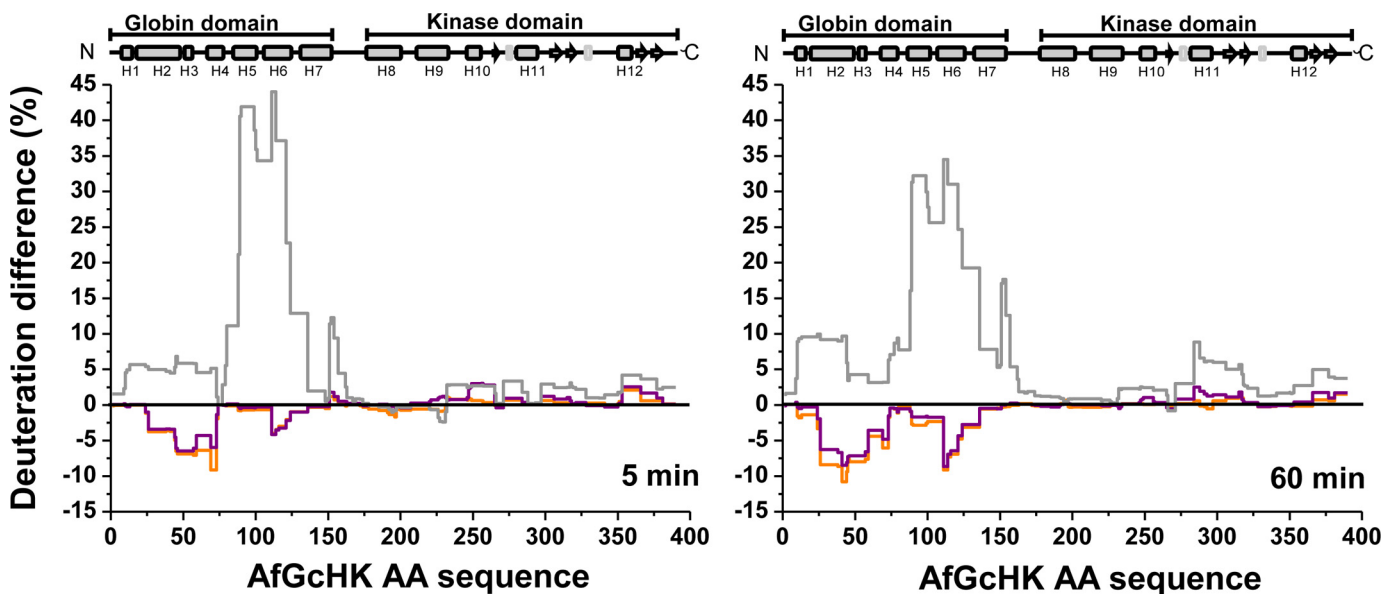 Globin domain Kinase domain
N C
H1 H2 H3 H4 H5 H6 H7 H8 H9 H10 H11 H12
Deuteration difference (%)
45
40
35
30
25
20
15
10
5
0
-5
-10
-15
5 min
0 50 100 150 200 250 300 350 400
AfGcHK AA sequence
Globin domain Kinase domain
N C
H1 H2 H3 H4 H5 H6 H7 H8 H9 H10 H11 H12
45
40
35
30
25
20
15
10
5
0
-5
-10
-15
60 min
0 50 100 150 200 250 300 350 400
AfGcHK AA sequence